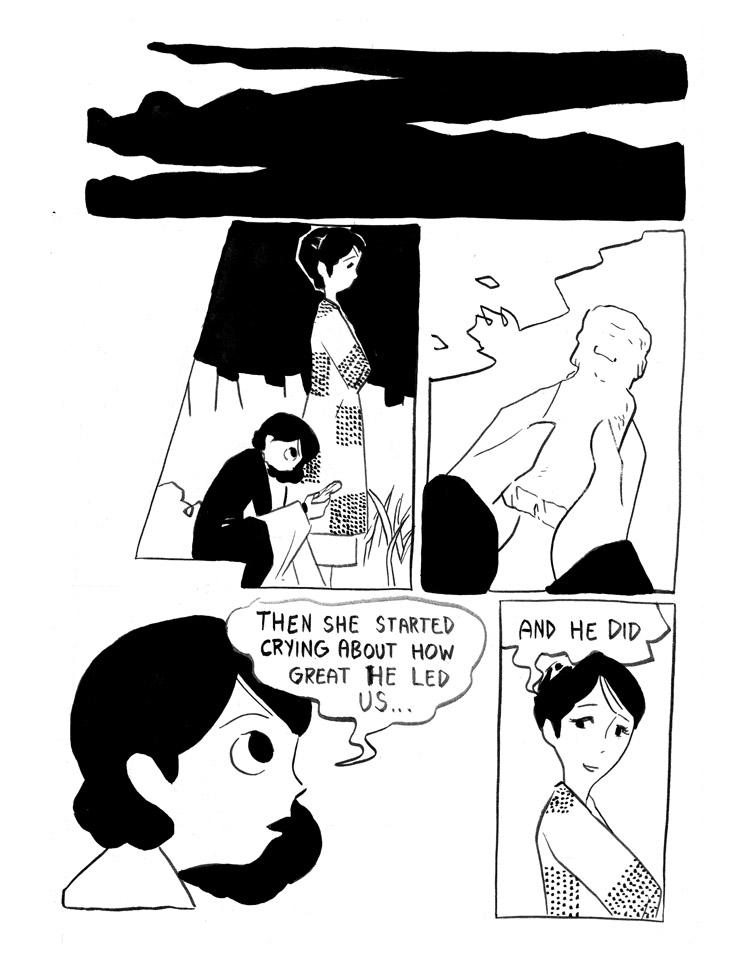 THEN SHE STARTED
CRYING ABOUT HOW
GREAT HE LED
US...
AND HE DID